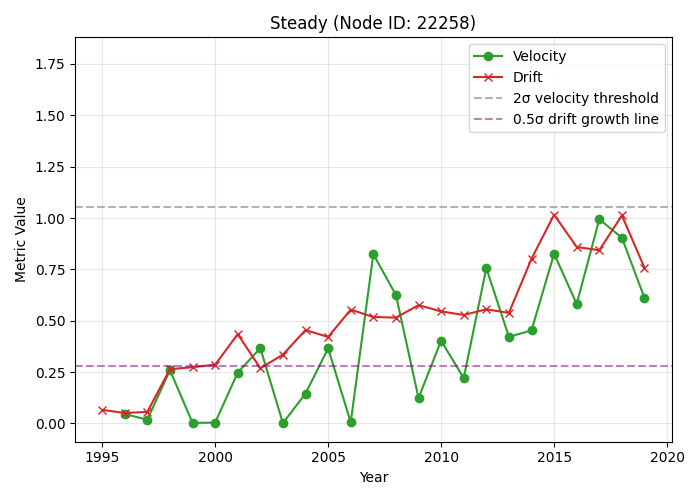 Steady (Node ID: 22258)
Velocity
Drift
2σ velocity threshold
0.5σ drift growth line
Metric Value
1.75
1.50
1.25
1.00
0.75
0.50
0.25
0.00
1995 2000 2005 2010 2015 2020
Year